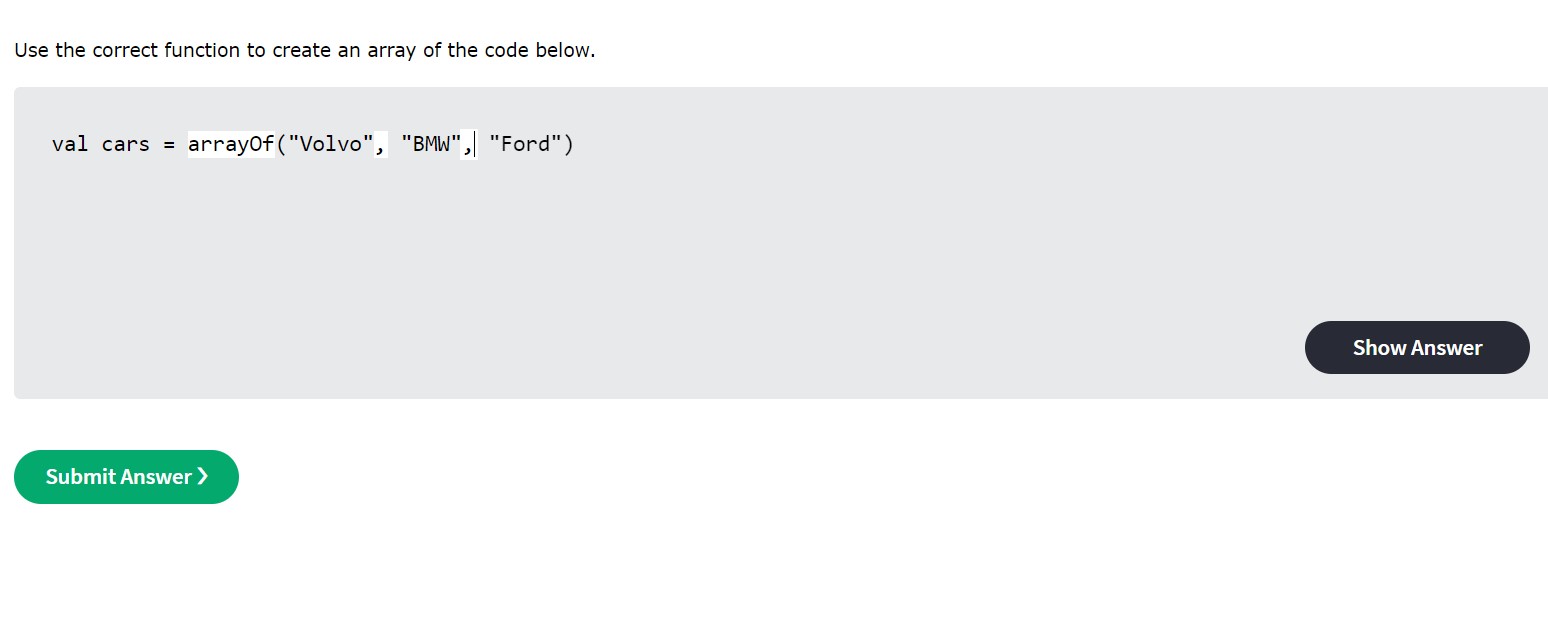 Use the correct function to create an array of the code below.
val cars = arrayOf("Volvo", "BMW", "Ford")
Show Answer
Submit Answer ❯